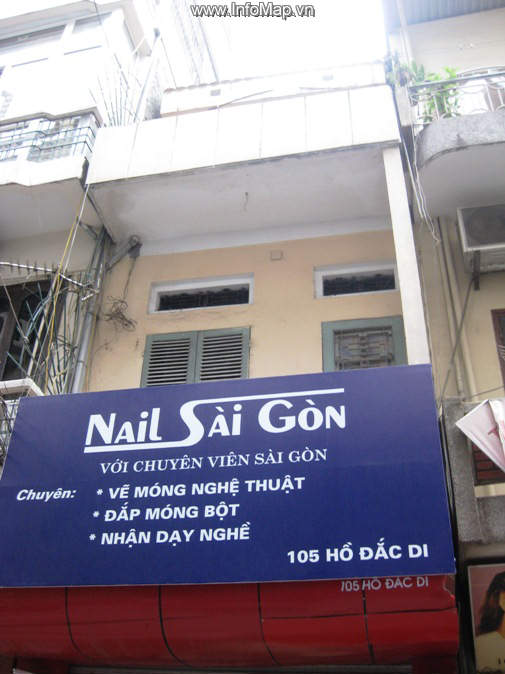 www.InfoMap.vn
NAIL SÀI GÒN
VỚI CHUYÊN VIÊN SÀI GÒN
Chuyên: * VẼ MÓNG NGHỆ THUẬT
* ĐẮP MÓNG BỘT
* NHẬN DẠY NGHỀ
105 HỒ ĐẮC DI
105 HỒ ĐẮC DI